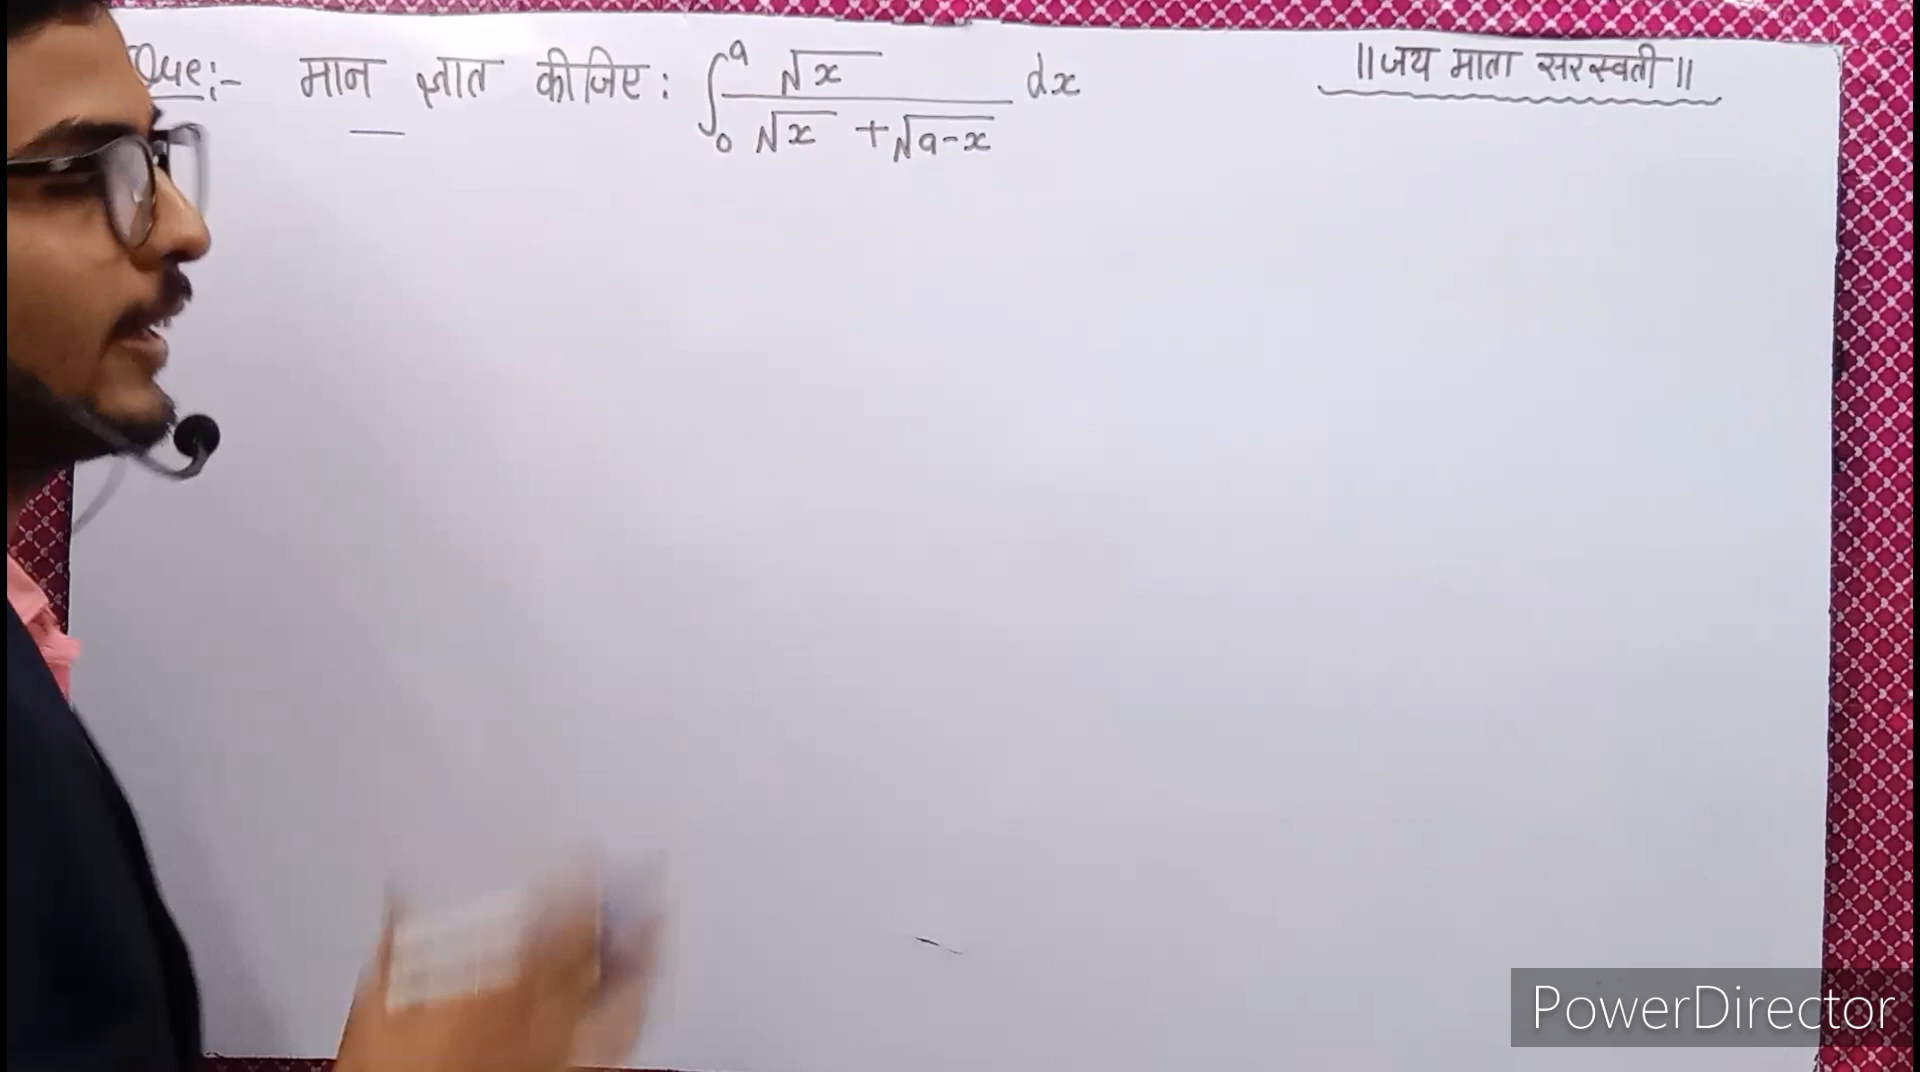 Que:- मान ज्ञात कीजिए : ∫₀ᵃ √x / (√x + √(a-x)) dx
॥ जय माता सरस्वती ॥
PowerDirector